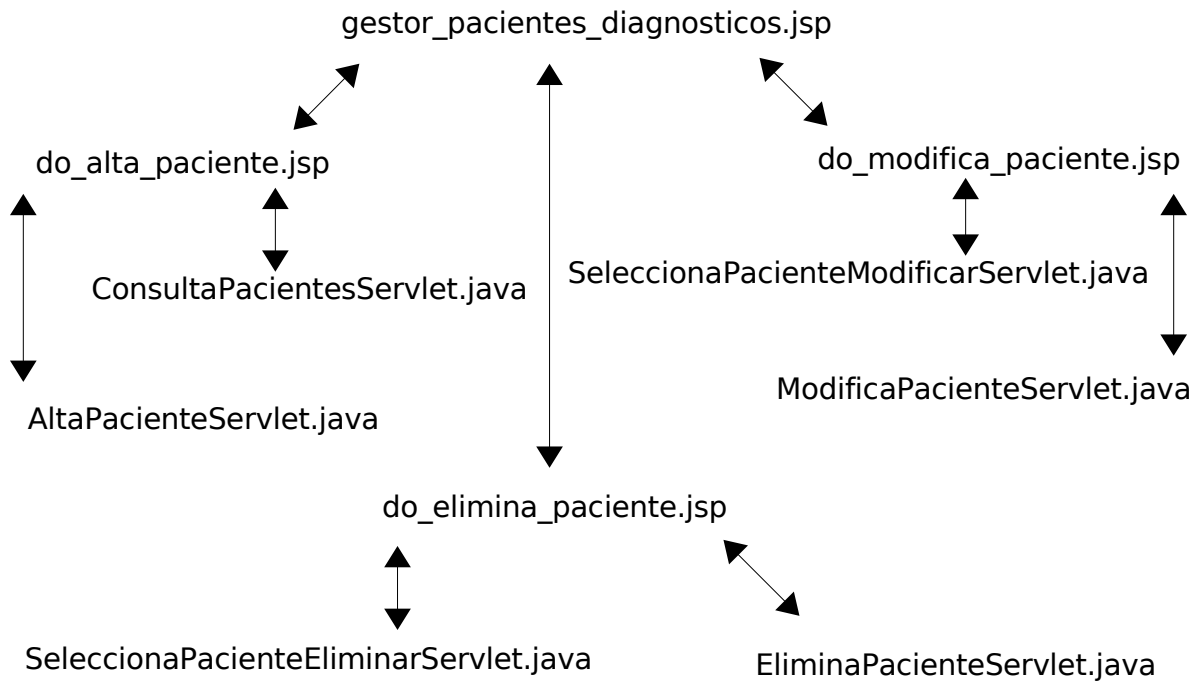 gestor_pacientes_diagnosticos.jsp
do_alta_paciente.jsp
do_modifica_paciente.jsp
ConsultaPacientesServlet.java
SeleccionaPacienteModificarServlet.java
AltaPacienteServlet.java
ModificaPacienteServlet.java
do_elimina_paciente.jsp
SeleccionaPacienteEliminarServlet.java
EliminaPacienteServlet.java